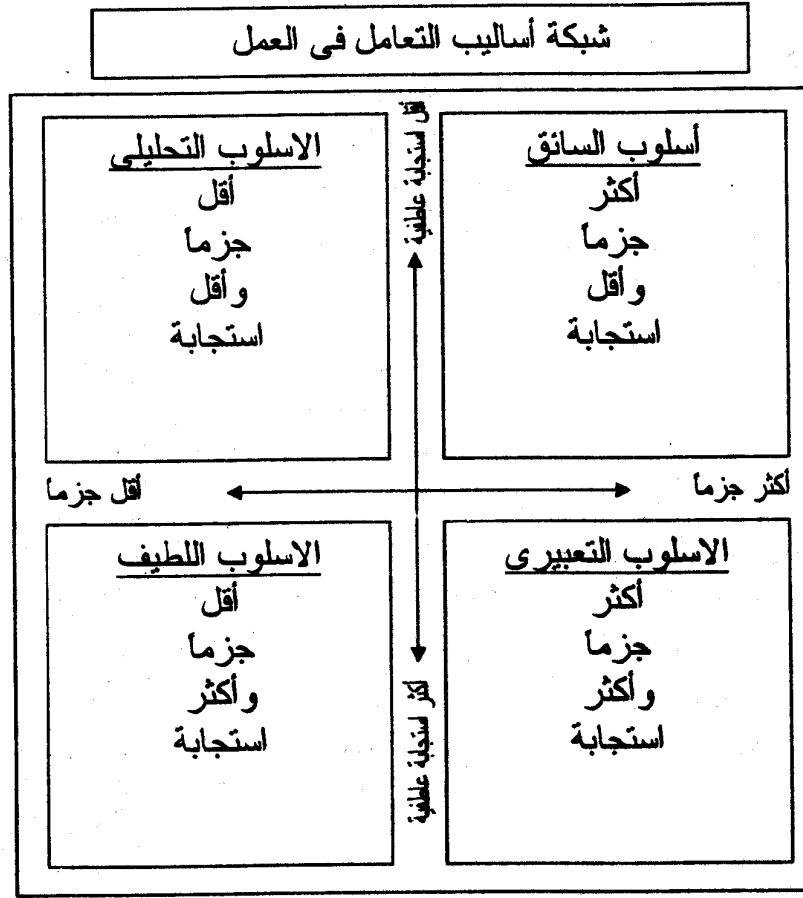 شبكة أساليب التعامل فى العمل
أقل استجابة عاطفية
أسلوب السائق
أكثر
جزماً
وأقل
استجابة
الاسلوب التحليلى
أقل
جزماً
وأقل
استجابة
أكثر جزماً
أقل جزماً
الاسلوب التعبيرى
أكثر
جزماً
وأكثر
استجابة
الاسلوب اللطيف
أقل
جزماً
وأكثر
استجابة
أكثر استجابة عاطفية